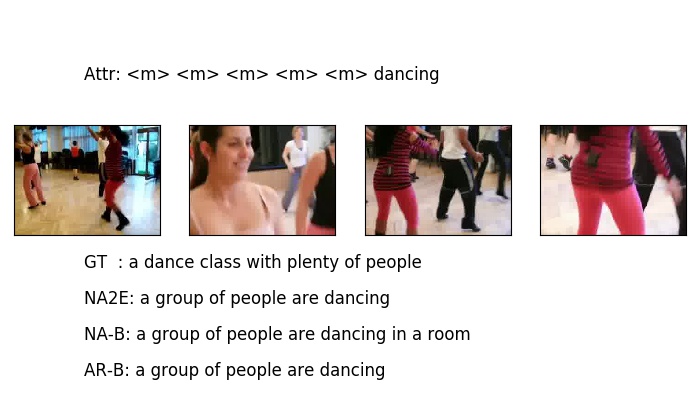 Attr: <m> <m> <m> <m> <m> dancing
GT : a dance class with plenty of people
NA2E: a group of people are dancing
NA-B: a group of people are dancing in a room
AR-B: a group of people are dancing